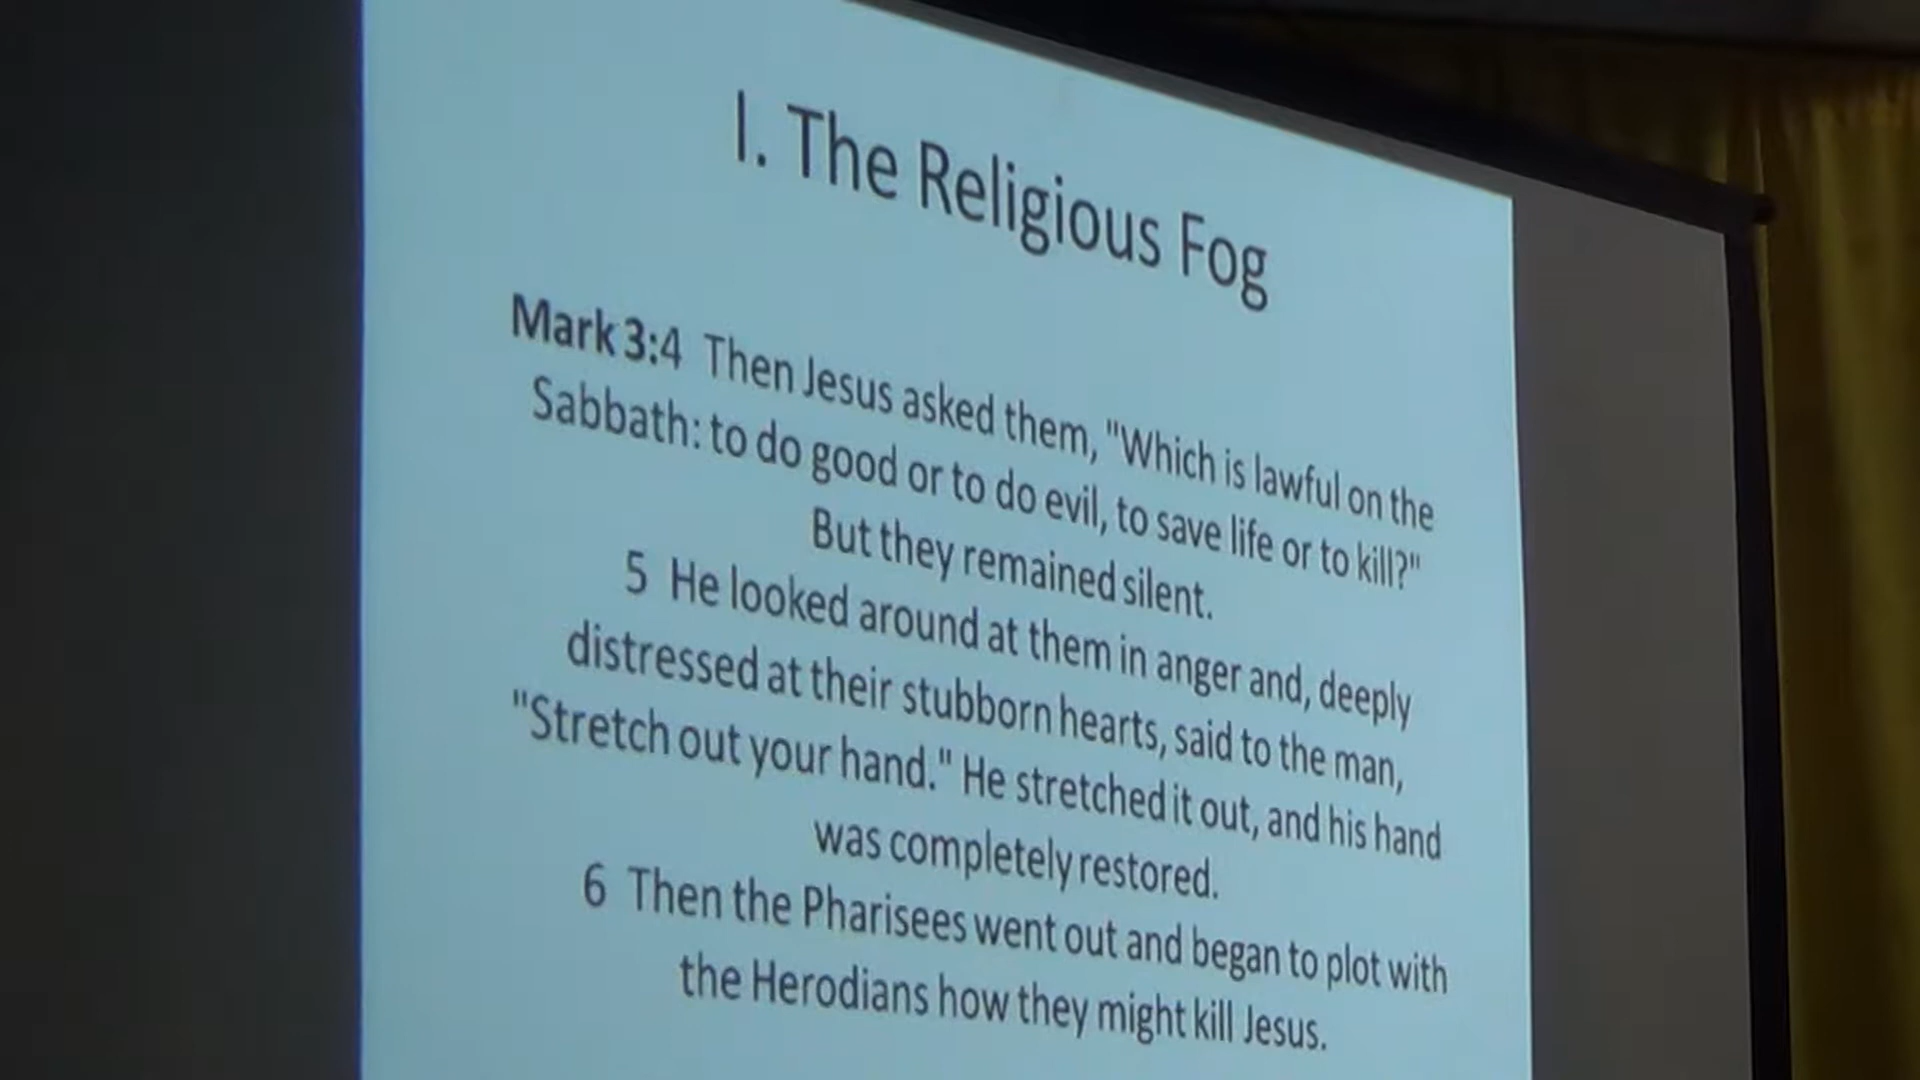 I. The Religious Fog
Mark 3:4 Then Jesus asked them, "Which is lawful on the
Sabbath: to do good or to do evil, to save life or to kill?"
But they remained silent.
5 He looked around at them in anger and, deeply
distressed at their stubborn hearts, said to the man,
"Stretch out your hand." He stretched it out, and his hand
was completely restored.
6 Then the Pharisees went out and began to plot with
the Herodians how they might kill Jesus.